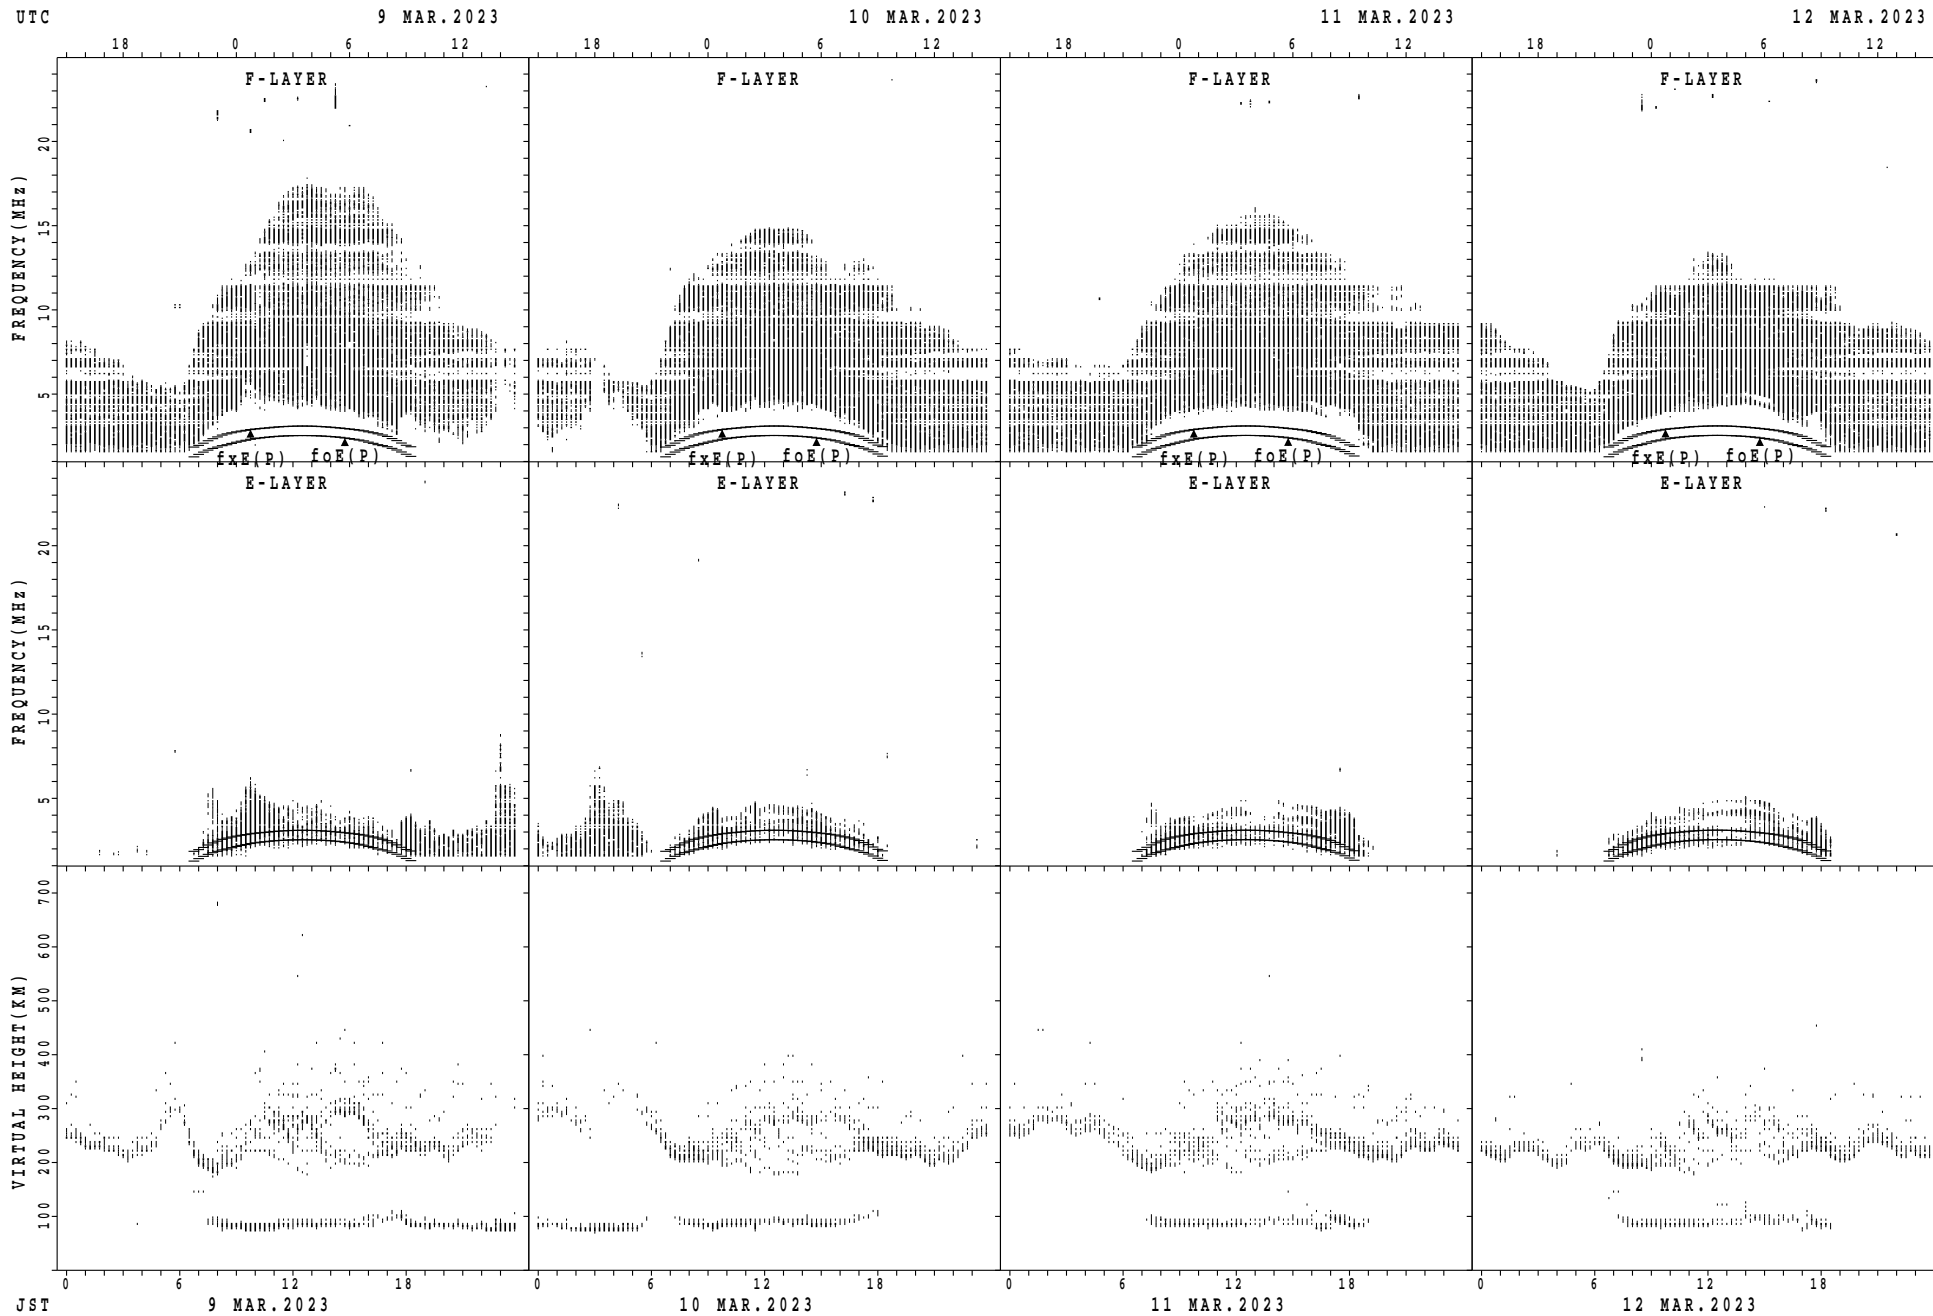 UTC 9 MAR.2023 10 MAR.2023 11 MAR.2023 12 MAR.2023
18 0 6 12 18 0 6 12 18 0 6 12 18 0 6 12
F-LAYER F-LAYER F-LAYER F-LAYER
FREQUENCY(MHz)
20
15
10
5
fxE(P) foE(P) fxE(P) foE(P) fxE(P) foE(P) fxE(P) foE(P)
E-LAYER E-LAYER E-LAYER E-LAYER
FREQUENCY(MHz)
20
15
10
5
VIRTUAL HEIGHT(KM)
700
600
500
400
300
200
100
0 6 12 18 0 6 12 18 0 6 12 18 0 6 12 18
JST 9 MAR.2023 10 MAR.2023 11 MAR.2023 12 MAR.2023